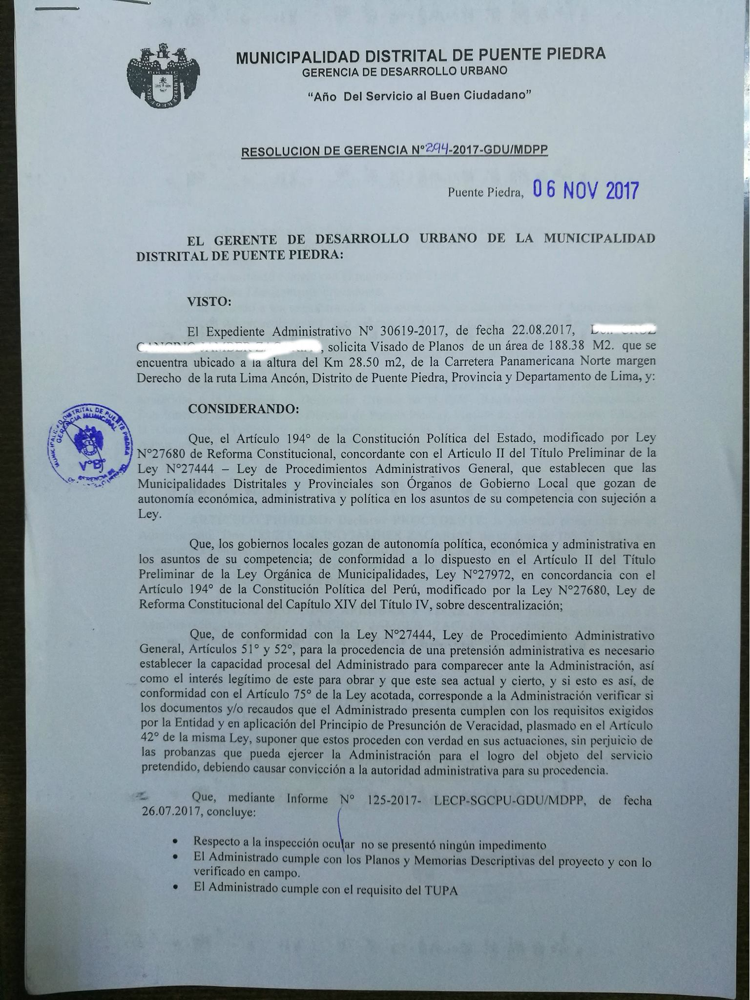 MUNICIPALIDAD DISTRITAL DE PUENTE PIEDRA
GERENCIA DE DESARROLLO URBANO
“Año Del Servicio al Buen Ciudadano”
RESOLUCION DE GERENCIA Nº294-2017-GDU/MDPP
Puente Piedra, 06 NOV 2017
EL GERENTE DE DESARROLLO URBANO DE LA MUNICIPALIDAD
DISTRITAL DE PUENTE PIEDRA:
VISTO:
El Expediente Administrativo Nº 30619-2017, de fecha 22.08.2017,
, solicita Visado de Planos de un área de 188.38 M2. que se
encuentra ubicado a la altura del Km 28.50 m2, de la Carretera Panamericana Norte margen
Derecho de la ruta Lima Ancón, Distrito de Puente Piedra, Provincia y Departamento de Lima, y:
CONSIDERANDO:
MUNICIPALIDAD DISTRITAL DE PUENTE PIEDRA
GERENCIA MUNICIPAL
V°B°
GERENCIA DE
Que, el Artículo 194° de la Constitución Política del Estado, modificado por Ley
N°27680 de Reforma Constitucional, concordante con el Articulo II del Título Preliminar de la
Ley N°27444 – Ley de Procedimientos Administrativos General, que establecen que las
Municipalidades Distritales y Provinciales son Órganos de Gobierno Local que gozan de
autonomía económica, administrativa y política en los asuntos de su competencia con sujeción a
Ley.
Que, los gobiernos locales gozan de autonomía política, económica y administrativa en
los asuntos de su competencia; de conformidad a lo dispuesto en el Artículo II del Título
Preliminar de la Ley Orgánica de Municipalidades, Ley N°27972, en concordancia con el
Artículo 194° de la Constitución Política del Perú, modificado por la Ley N°27680, Ley de
Reforma Constitucional del Capítulo XIV del Título IV, sobre descentralización;
Que, de conformidad con la Ley N°27444, Ley de Procedimiento Administrativo
General, Artículos 51° y 52°, para la procedencia de una pretensión administrativa es necesario
establecer la capacidad procesal del Administrado para comparecer ante la Administración, así
como el interés legítimo de este para obrar y que este sea actual y cierto, y si esto es así, de
conformidad con el Artículo 75° de la Ley acotada, corresponde a la Administración verificar si
los documentos y/o recaudos que el Administrado presenta cumplen con los requisitos exigidos
por la Entidad y en aplicación del Principio de Presunción de Veracidad, plasmado en el Artículo
42° de la misma Ley, suponer que estos proceden con verdad en sus actuaciones, sin perjuicio de
las probanzas que pueda ejercer la Administración para el logro del objeto del servicio
pretendido, debiendo causar convicción a la autoridad administrativa para su procedencia.
Que, mediante Informe Nº 125-2017- LECP-SGCPU-GDU/MDPP, de fecha
26.07.2017, concluye:
• Respecto a la inspección ocular no se presentó ningún impedimento
• El Administrado cumple con los Planos y Memorias Descriptivas del proyecto y con lo
verificado en campo.
• El Administrado cumple con el requisito del TUPA